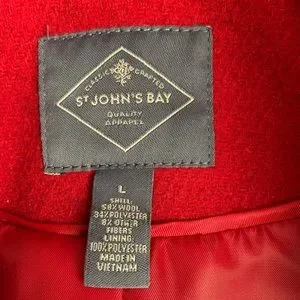 CLASSIC CRAFTED
ST JOHN'S BAY
QUALITY
APPAREL
L
SHELL:
58% WOOL
34% POLYESTER
8% OTHER
FIBERS
LINING:
100% POLYESTER
MADE IN
VIETNAM